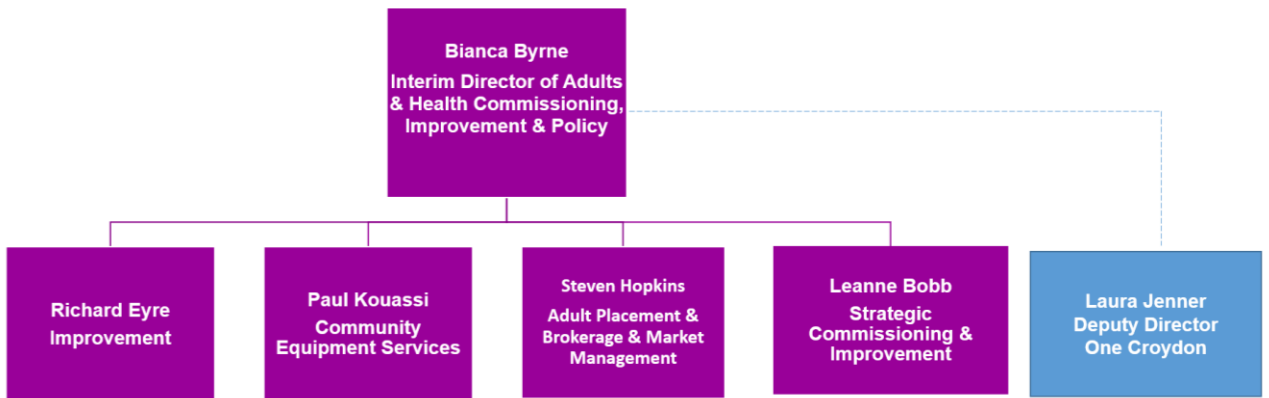 Bianca Byrne
Interim Director of Adults
& Health Commissioning,
Improvement & Policy
Richard Eyre
Improvement
Paul Kouassi
Community
Equipment Services
Steven Hopkins
Adult Placement &
Brokerage & Market
Management
Leanne Bobb
Strategic
Commissioning &
Improvement
Laura Jenner
Deputy Director
One Croydon